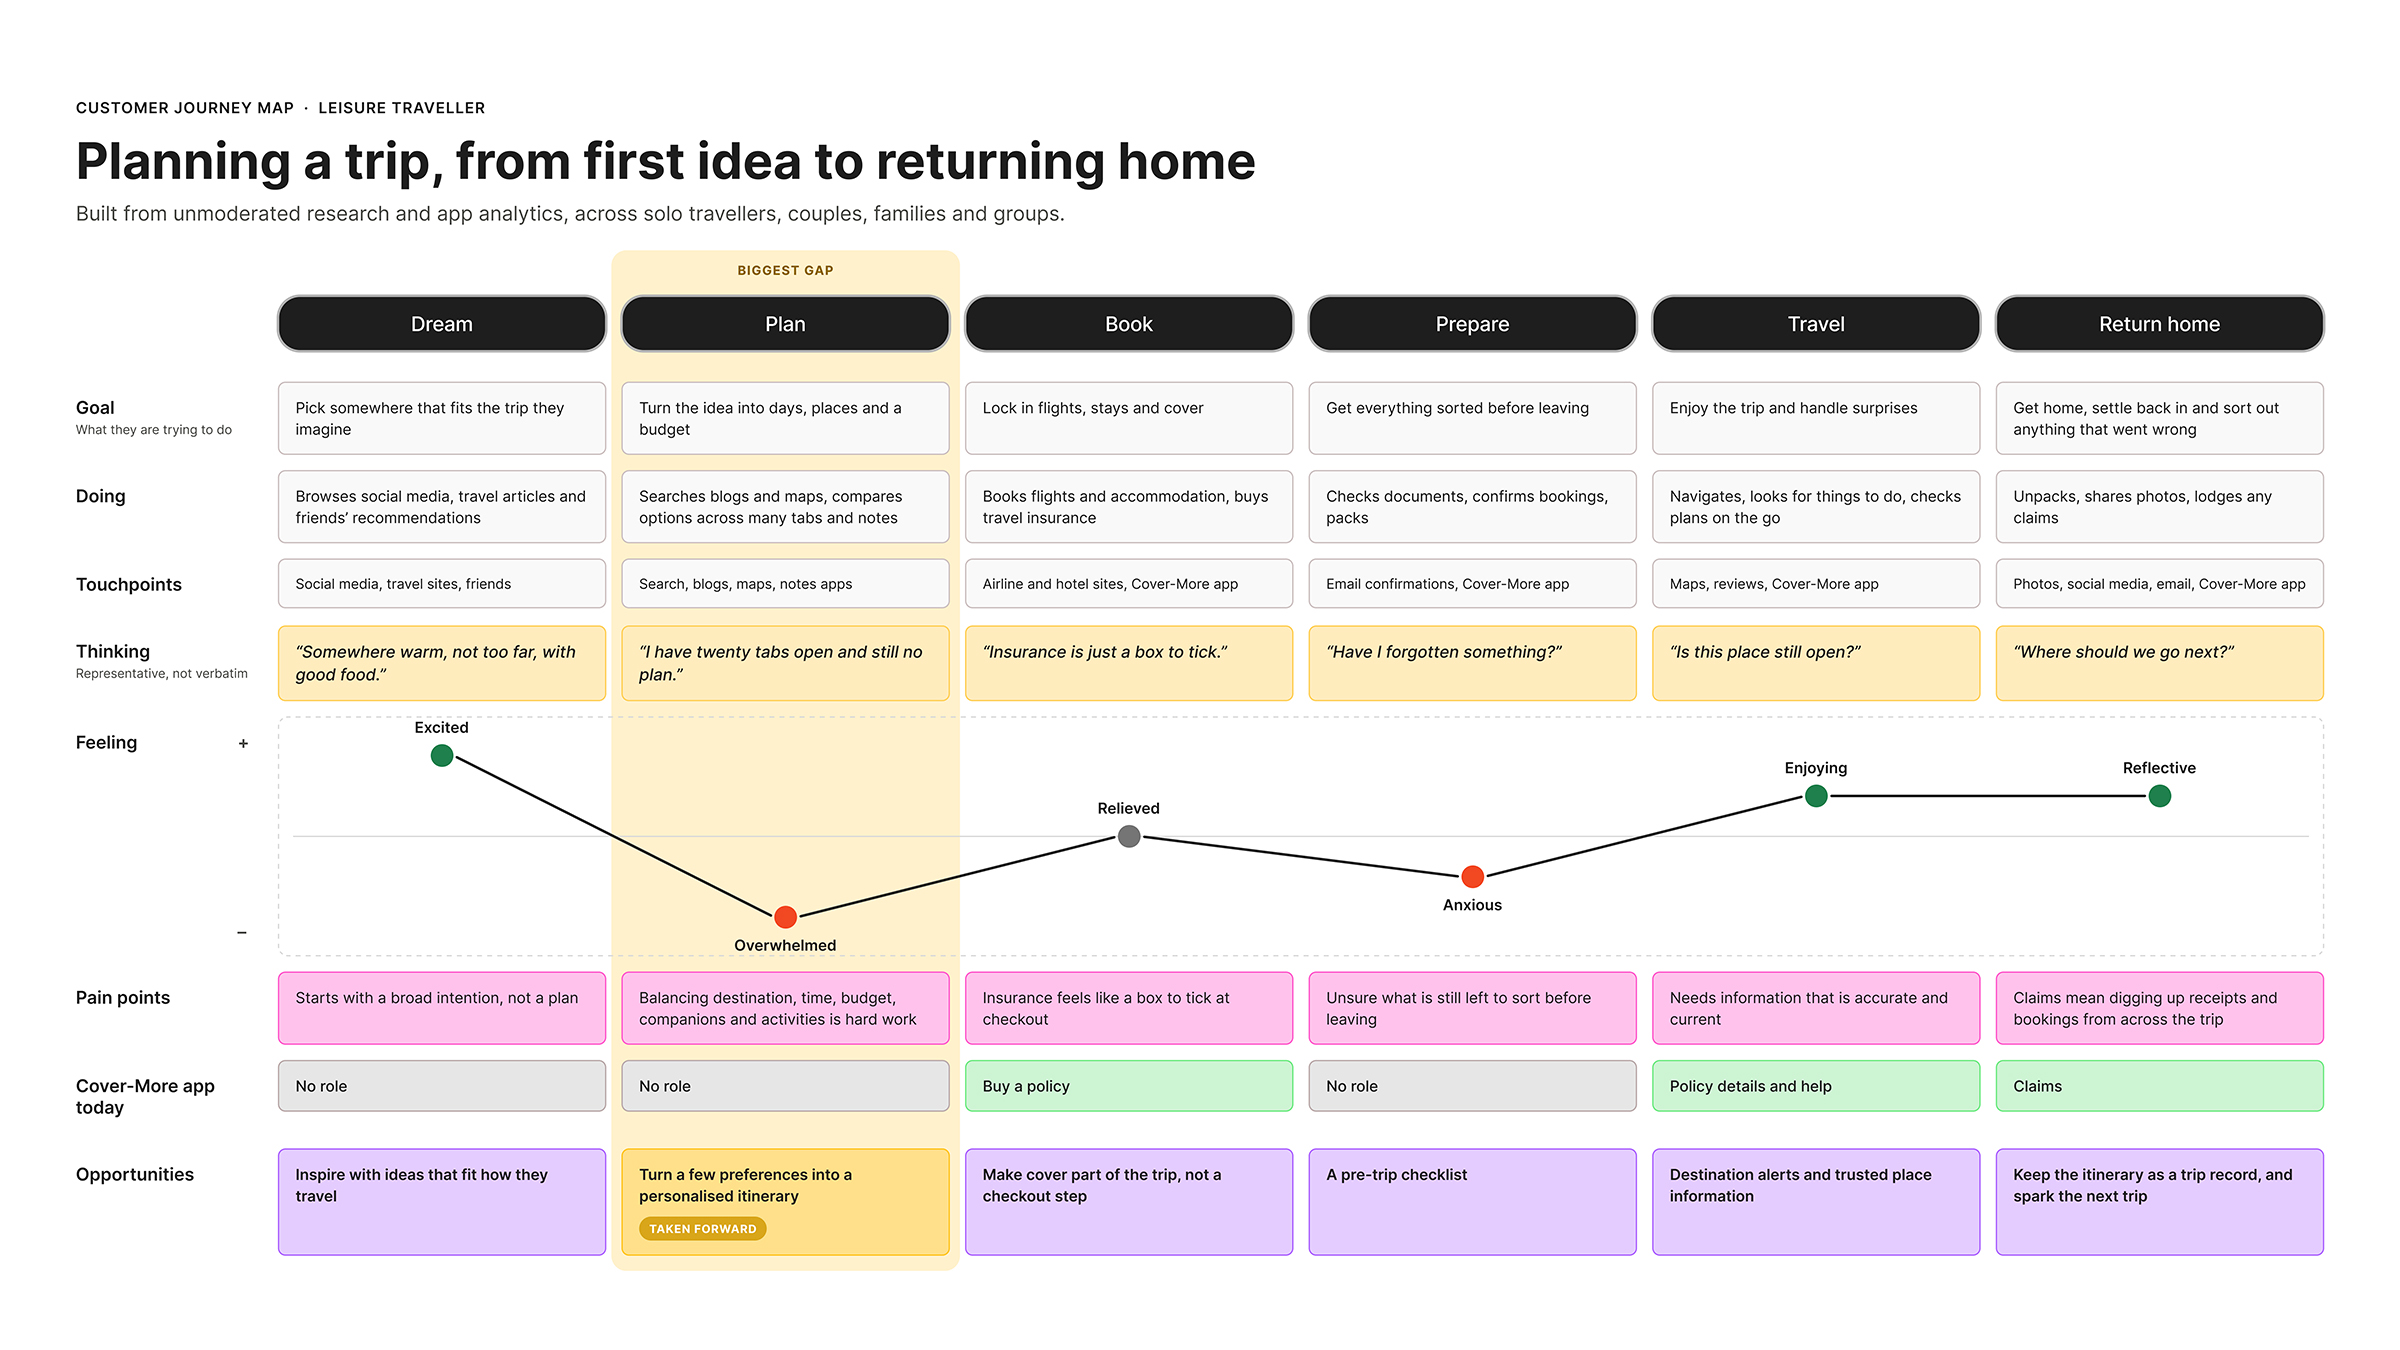 CUSTOMER JOURNEY MAP · LEISURE TRAVELLER
Planning a trip, from first idea to returning home
Built from unmoderated research and app analytics, across solo travellers, couples, families and groups.
BIGGEST GAP
Dream
Plan
Book
Prepare
Travel
Return home
Goal
What they are trying to do
Pick somewhere that fits the trip they
imagine
Turn the idea into days, places and a
budget
Lock in flights, stays and cover
Get everything sorted before leaving
Enjoy the trip and handle surprises
Get home, settle back in and sort out
anything that went wrong
Doing
Browses social media, travel articles and
friends’ recommendations
Searches blogs and maps, compares
options across many tabs and notes
Books flights and accommodation, buys
travel insurance
Checks documents, confirms bookings,
packs
Navigates, looks for things to do, checks
plans on the go
Unpacks, shares photos, lodges any
claims
Touchpoints
Social media, travel sites, friends
Search, blogs, maps, notes apps
Airline and hotel sites, Cover-More app
Email confirmations, Cover-More app
Maps, reviews, Cover-More app
Photos, social media, email, Cover-More app
Thinking
Representative, not verbatim
“Somewhere warm, not too far, with
good food.”
“I have twenty tabs open and still no
plan.”
“Insurance is just a box to tick.”
“Have I forgotten something?”
“Is this place still open?”
“Where should we go next?”
Feeling
+
–
Excited
Overwhelmed
Relieved
Anxious
Enjoying
Reflective
Pain points
Starts with a broad intention, not a plan
Balancing destination, time, budget,
companions and activities is hard work
Insurance feels like a box to tick at
checkout
Unsure what is still left to sort before
leaving
Needs information that is accurate and
current
Claims mean digging up receipts and
bookings from across the trip
Cover-More app
today
No role
No role
Buy a policy
No role
Policy details and help
Claims
Opportunities
Inspire with ideas that fit how they
travel
Turn a few preferences into a
personalised itinerary
TAKEN FORWARD
Make cover part of the trip, not a
checkout step
A pre-trip checklist
Destination alerts and trusted place
information
Keep the itinerary as a trip record, and
spark the next trip